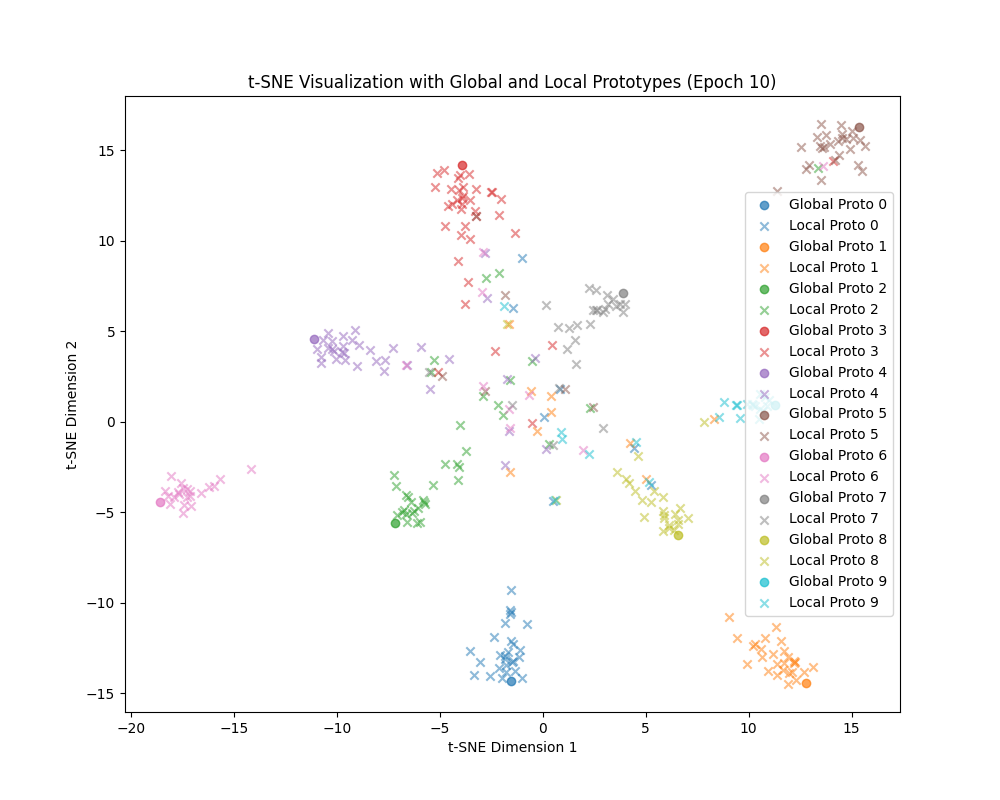 t-SNE Visualization with Global and Local Prototypes (Epoch 10)
t-SNE Dimension 2
15
10
5
0
−5
−10
−15
−20
−15
−10
−5
0
5
10
15
t-SNE Dimension 1
Global Proto 0
Local Proto 0
Global Proto 1
Local Proto 1
Global Proto 2
Local Proto 2
Global Proto 3
Local Proto 3
Global Proto 4
Local Proto 4
Global Proto 5
Local Proto 5
Global Proto 6
Local Proto 6
Global Proto 7
Local Proto 7
Global Proto 8
Local Proto 8
Global Proto 9
Local Proto 9